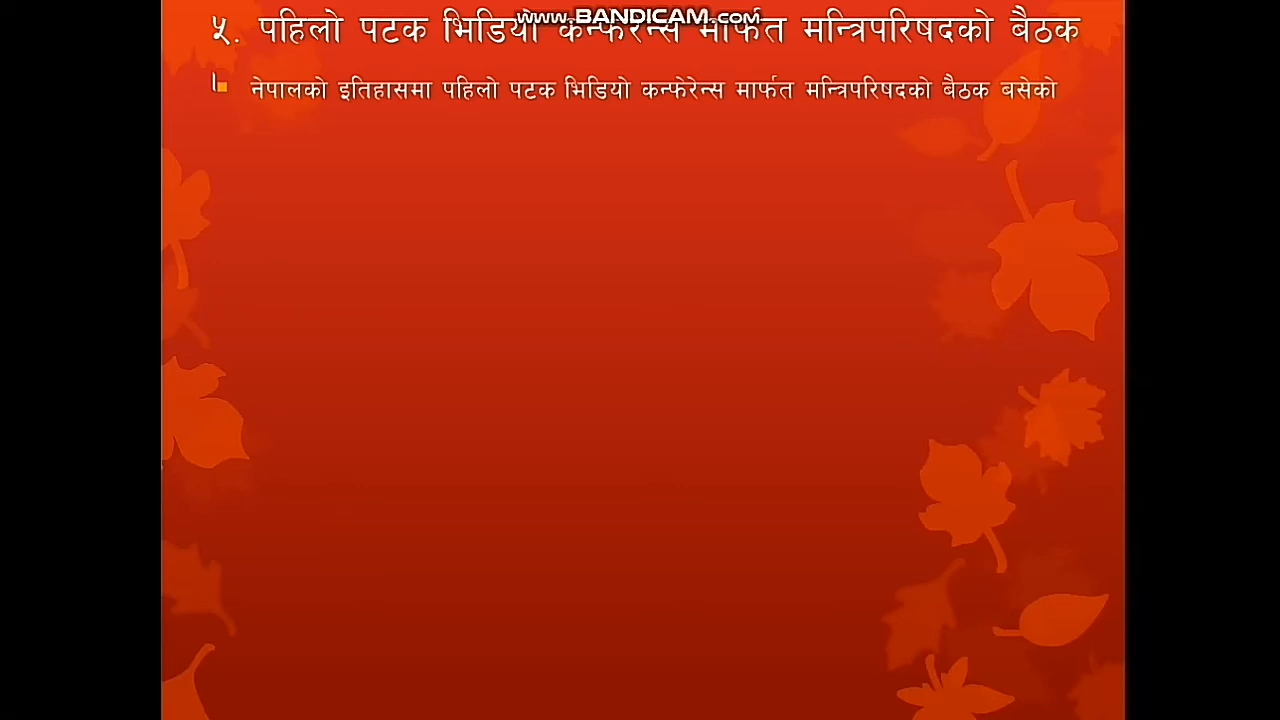 www.BANDICAM.com
५. पहिलो पटक भिडियो कन्फरेन्स मार्फत मन्त्रिपरिषदको बैठक
नेपालको इतिहासमा पहिलो पटक भिडियो कन्फेरेन्स मार्फत मन्त्रिपरिषदको बैठक बसेको